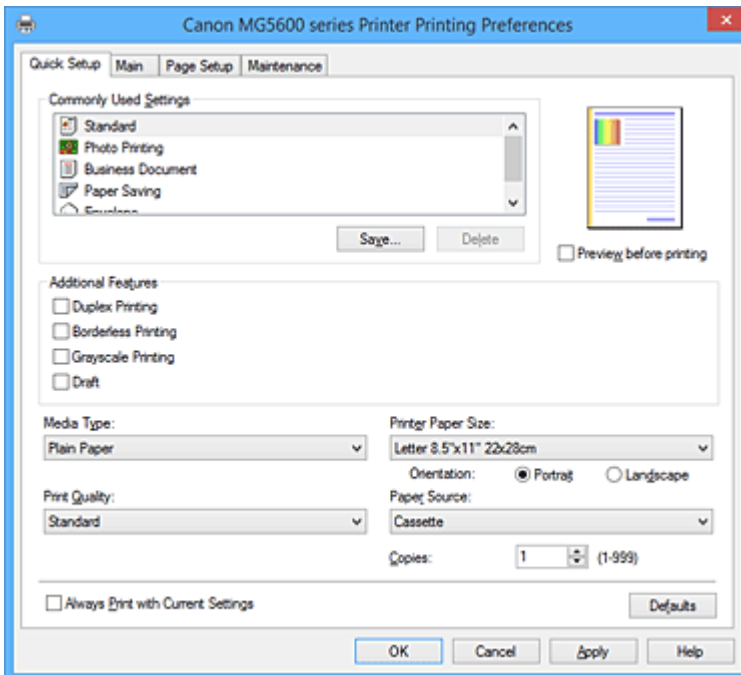 Canon MG5600 series Printer Printing Preferences
Quick Setup Main Page Setup Maintenance
Commonly Used Settings
Standard
Photo Printing
Business Document
Paper Saving
Save... Delete
Preview before printing
Additional Features
Duplex Printing
Borderless Printing
Grayscale Printing
Draft
Media Type: Printer Paper Size:
Plain Paper Letter 8.5"x11" 22x28cm
Orientation: Portrait Landscape
Print Quality: Paper Source:
Standard Cassette
Copies: 1 (1-999)
Always Print with Current Settings Defaults
OK Cancel Apply Help